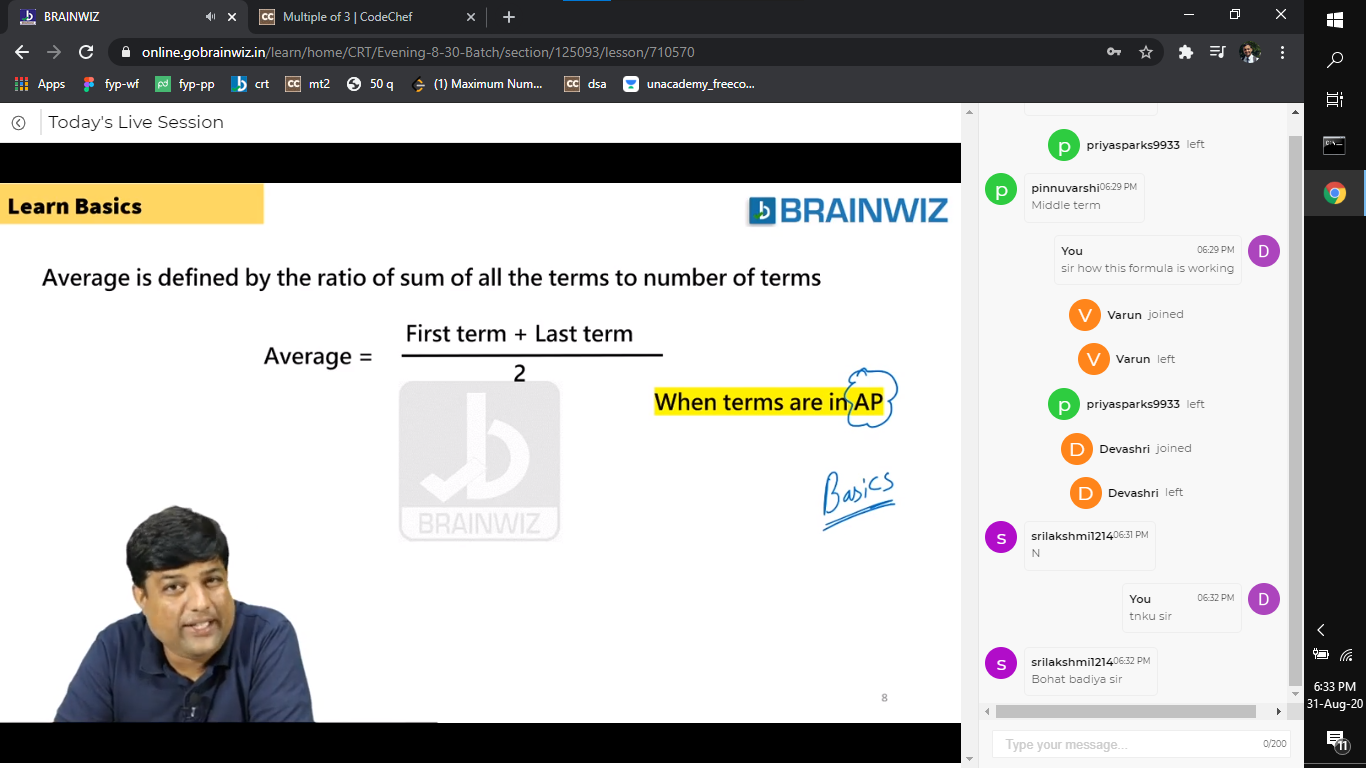 BRAINWIZ
Multiple of 3 | CodeChef
online.gobrainwiz.in/learn/home/CRT/Evening-8-30-Batch/section/125093/lesson/710570
Apps fyp-wf fyp-pp crt CC mt2 50 q (1) Maximum Num... CC dsa unacademy_freeco...
Today's Live Session
Learn Basics
BRAINWIZ
Average is defined by the ratio of sum of all the terms to number of terms
First term + Last term
Average =
2
When terms are in AP
Basics
BRAINWIZ
8
p priyasparks9933 left
p pinnuvarshi 06:29 PM
Middle term
You 06:29 PM D
sir how this formula is working
V Varun joined
V Varun left
p priyasparks9933 left
D Devashri joined
D Devashri left
s srilakshmi1214 06:31 PM
N
You 06:32 PM D
tnku sir
s srilakshmi1214 06:32 PM
Bohat badiya sir
Type your message... 0/200
6:33 PM
31-Aug-20
11